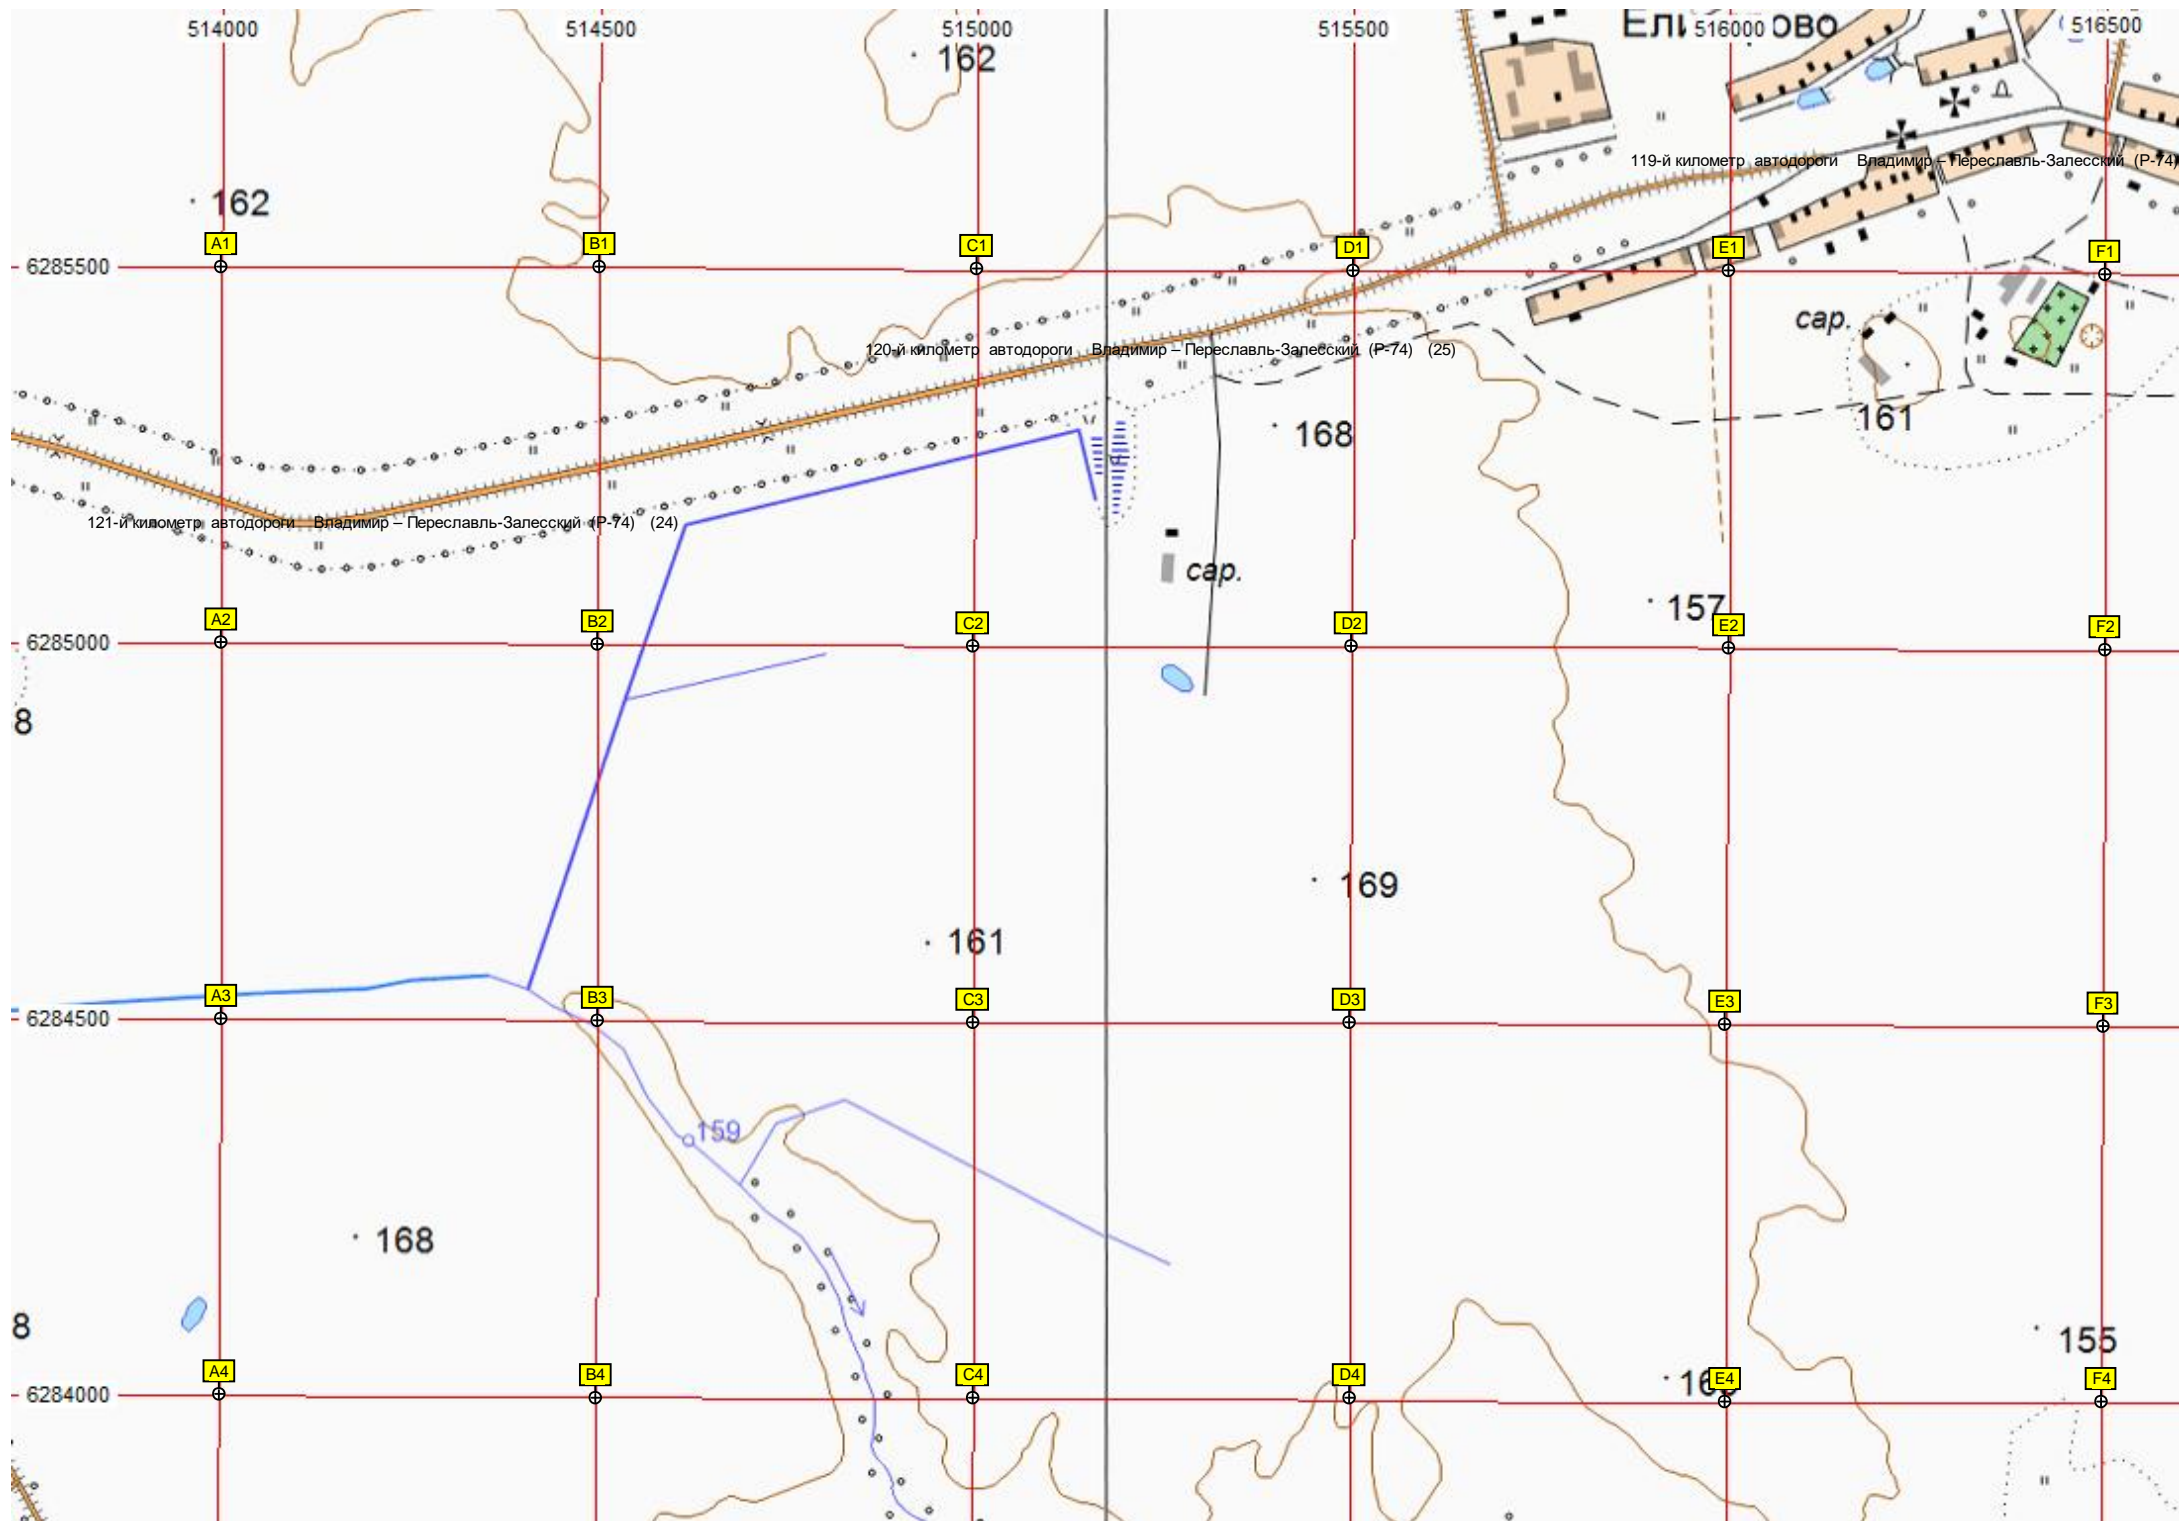 514000 514500 515000 515500 516000 516500
162
119-й километр автодороги Владимир – Переславль-Залесский (Р-74)
162
A1 B1 C1 D1 E1 F1
6285500
сар.
120-й километр автодороги Владимир – Переславль-Залесский (Р-74) (25)
161
168
121-й километр автодороги Владимир – Переславль-Залесский (Р-74) (24)
сар.
157
A2 B2 C2 D2 E2 F2
6285000
8
169
161
A3 B3 C3 D3 E3 F3
6284500
159
168
8
155
A4 B4 C4 D4 E4 F4
6284000